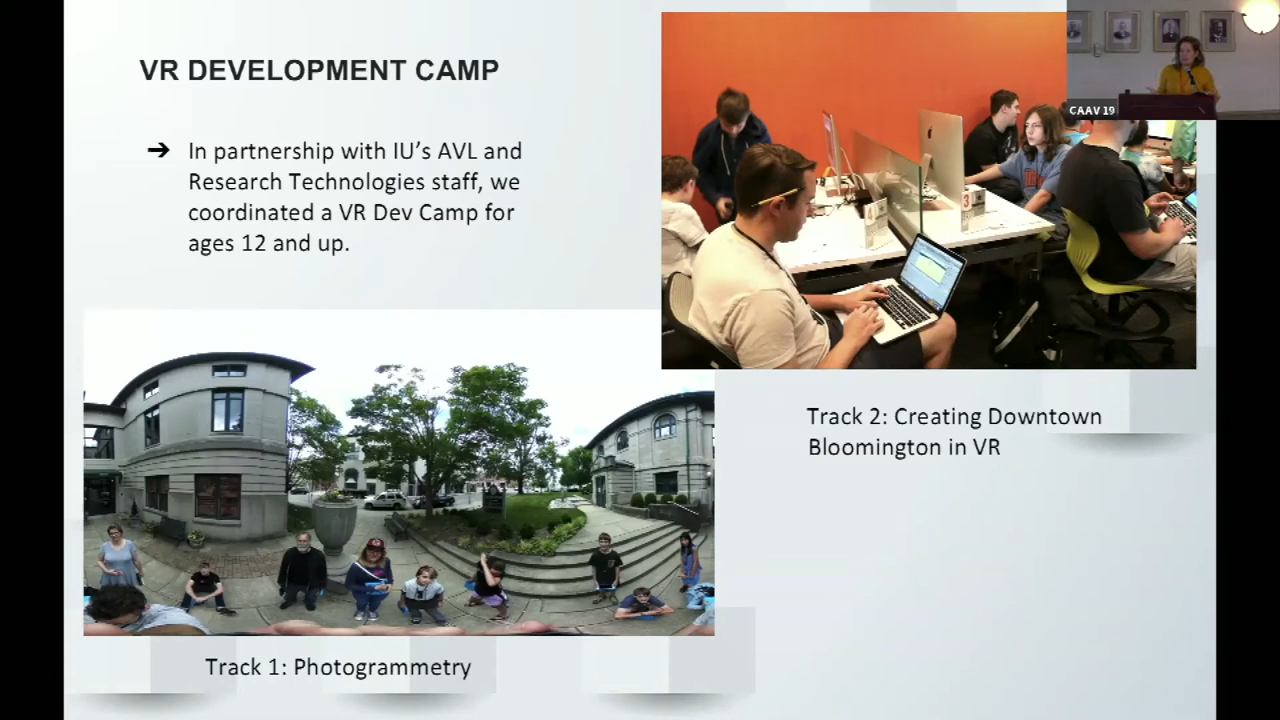 VR DEVELOPMENT CAMP
➔ In partnership with IU's AVL and
Research Technologies staff, we
coordinated a VR Dev Camp for
ages 12 and up.
CAAV 19
Track 2: Creating Downtown
Bloomington in VR
Track 1: Photogrammetry